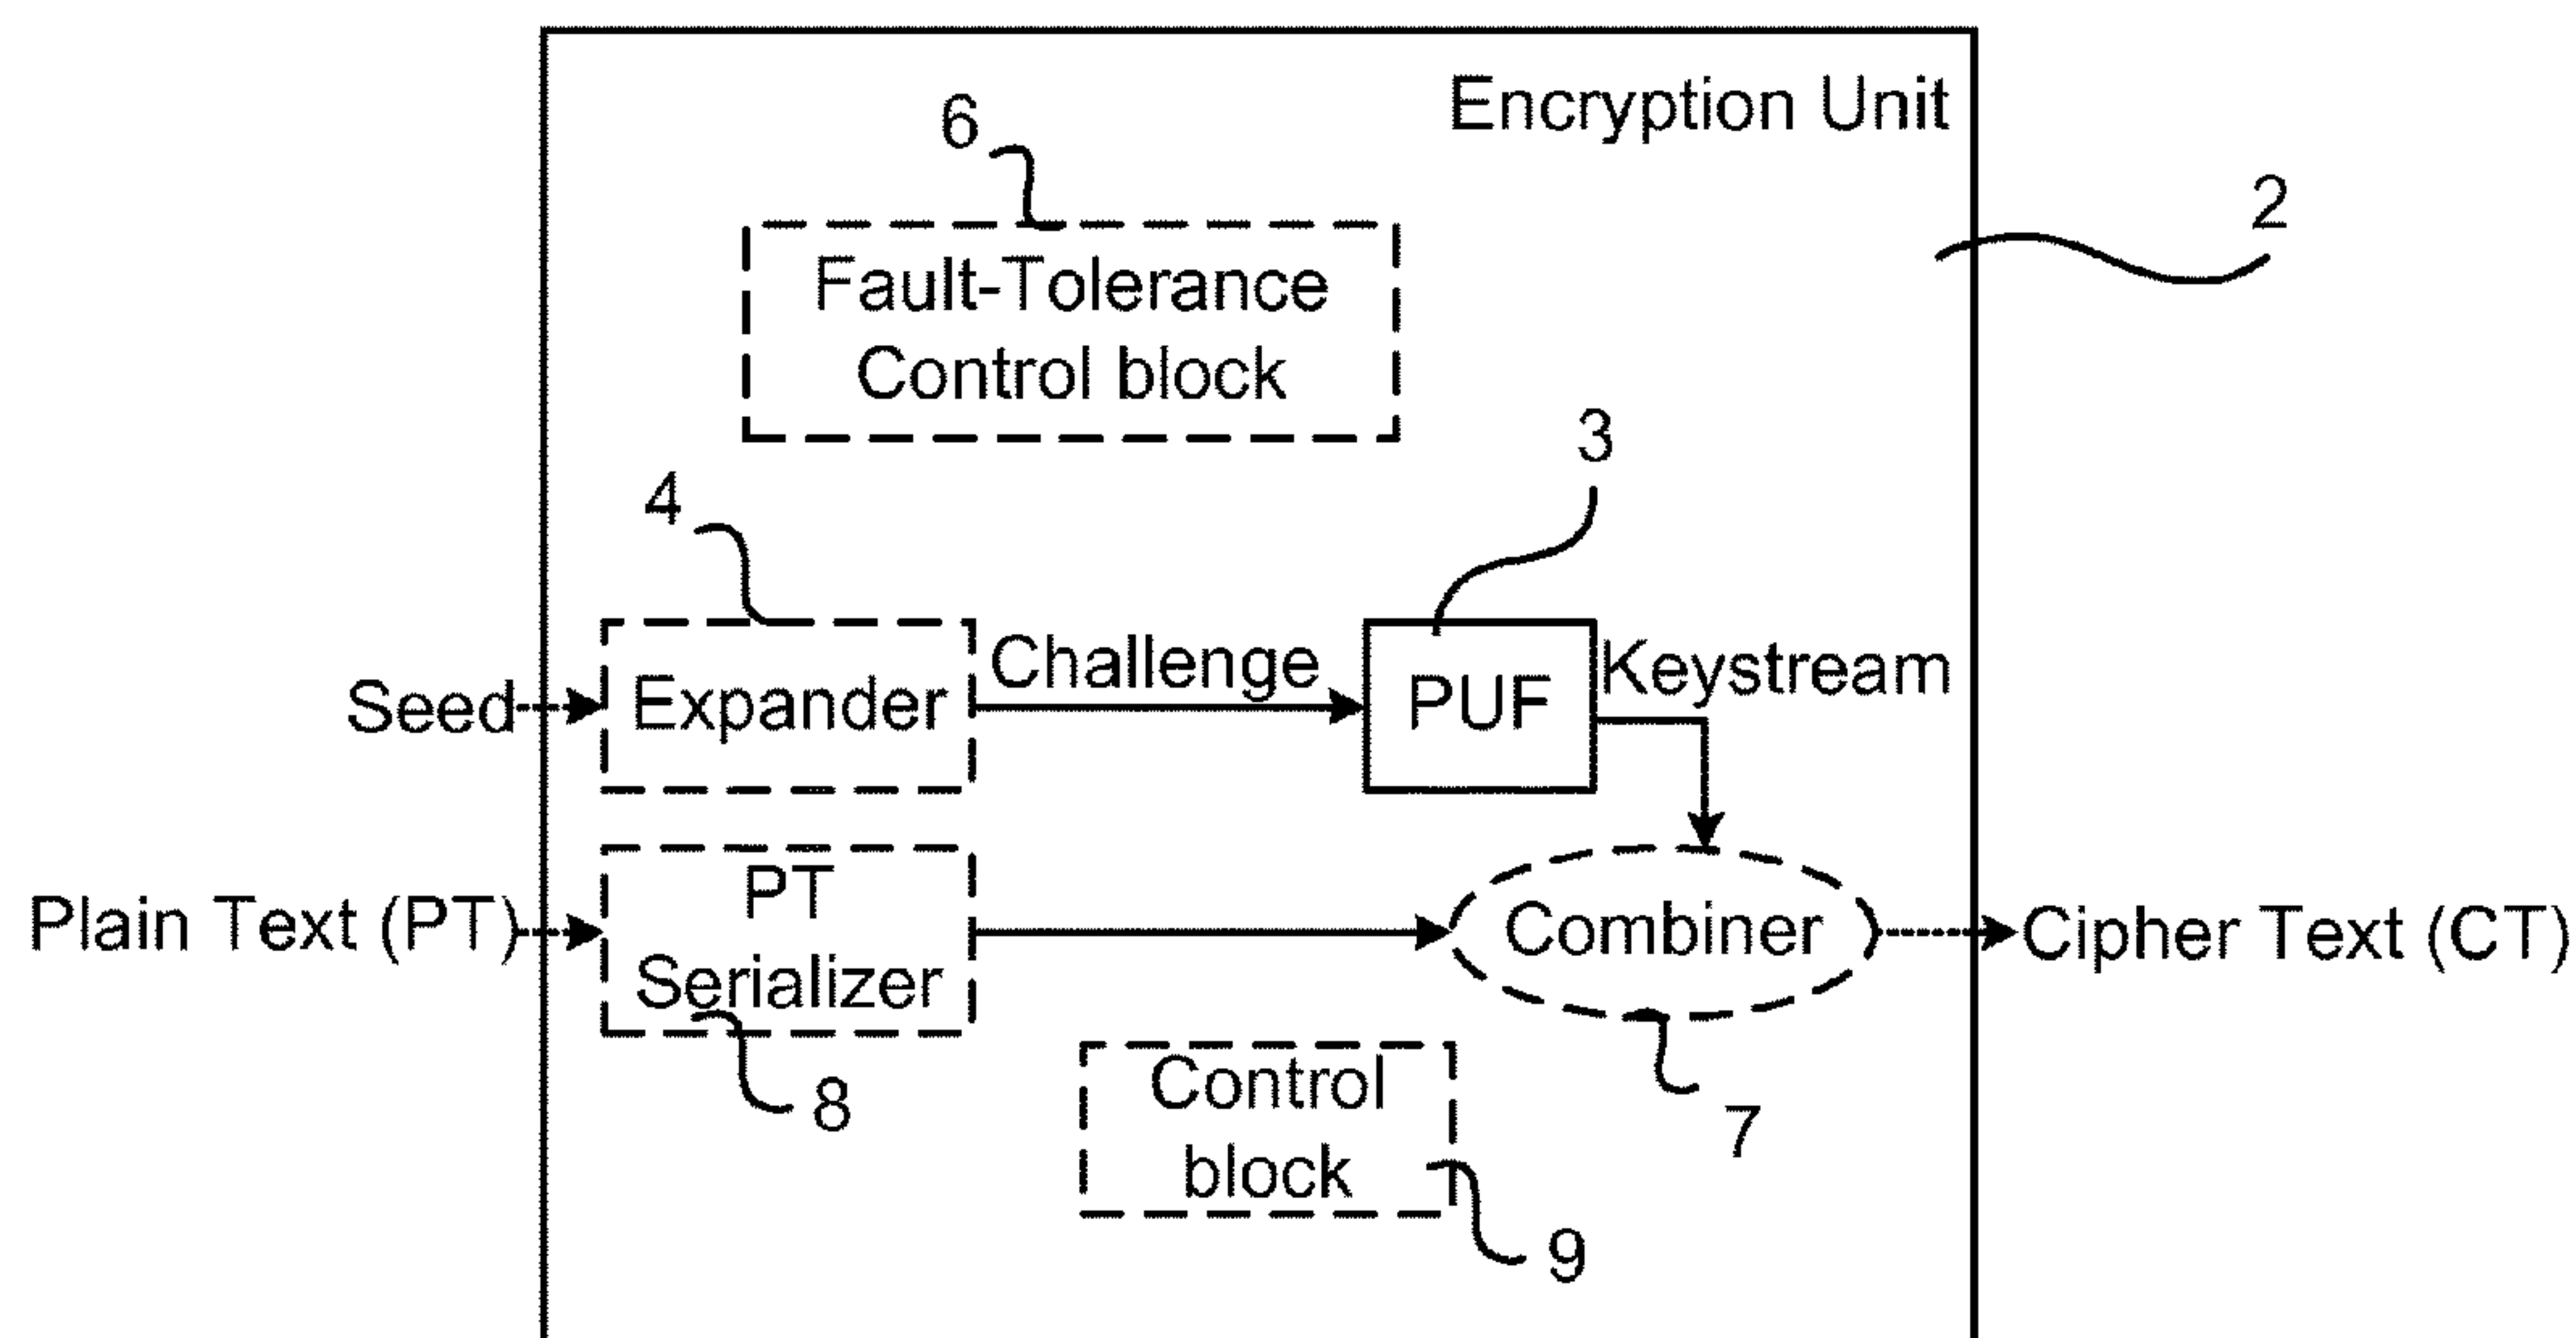 Encryption Unit
6
2
Fault-Tolerance
Control block
3
4
Seed
Expander
Challenge
PUF
Keystream
Plain Text (PT)
PT
Serializer
Combiner
Cipher Text (CT)
8
Control
block
7
9